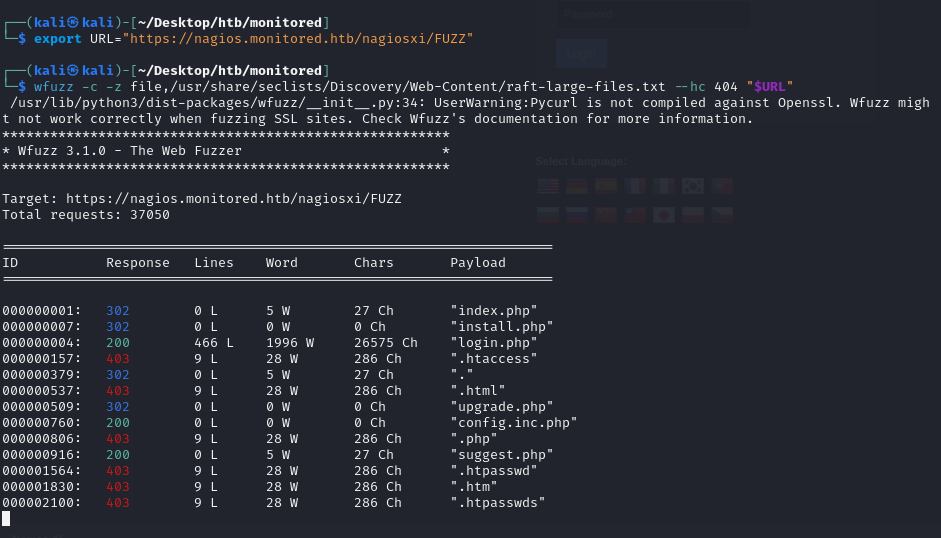 Password
Login
Select Language:
┌──(kali㉿kali)-[~/Desktop/htb/monitored]
└─$ export URL="https://nagios.monitored.htb/nagiosxi/FUZZ"
┌──(kali㉿kali)-[~/Desktop/htb/monitored]
└─$ wfuzz -c -z file,/usr/share/seclists/Discovery/Web-Content/raft-large-files.txt --hc 404 "$URL"
/usr/lib/python3/dist-packages/wfuzz/__init__.py:34: UserWarning:Pycurl is not compiled against Openssl. Wfuzz migh
t not work correctly when fuzzing SSL sites. Check Wfuzz's documentation for more information.
********************************************************
* Wfuzz 3.1.0 - The Web Fuzzer                         *
********************************************************
Target: https://nagios.monitored.htb/nagiosxi/FUZZ
Total requests: 37050
=====================================================================
ID           Response   Lines    Word       Chars       Payload
=====================================================================
000000001:   302        0 L      5 W        27 Ch       "index.php"
000000007:   302        0 L      0 W        0 Ch        "install.php"
000000004:   200        466 L    1996 W     26575 Ch    "login.php"
000000157:   403        9 L      28 W       286 Ch      ".htaccess"
000000379:   302        0 L      5 W        27 Ch       "."
000000537:   403        9 L      28 W       286 Ch      ".html"
000000509:   302        0 L      0 W        0 Ch        "upgrade.php"
000000760:   200        0 L      0 W        0 Ch        "config.inc.php"
000000806:   403        9 L      28 W       286 Ch      ".php"
000000916:   200        0 L      5 W        27 Ch       "suggest.php"
000001564:   403        9 L      28 W       286 Ch      ".htpasswd"
000001830:   403        9 L      28 W       286 Ch      ".htm"
000002100:   403        9 L      28 W       286 Ch      ".htpasswds"